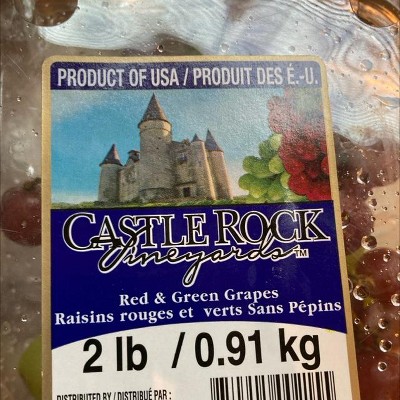 PRODUCT OF USA / PRODUIT DES É.-U.
CASTLE ROCK
Vineyards™
Red & Green Grapes
Raisins rouges et verts Sans Pépins
2 lb / 0.91 kg
DISTRIBUTED BY / DISTRIBUÉ PAR :